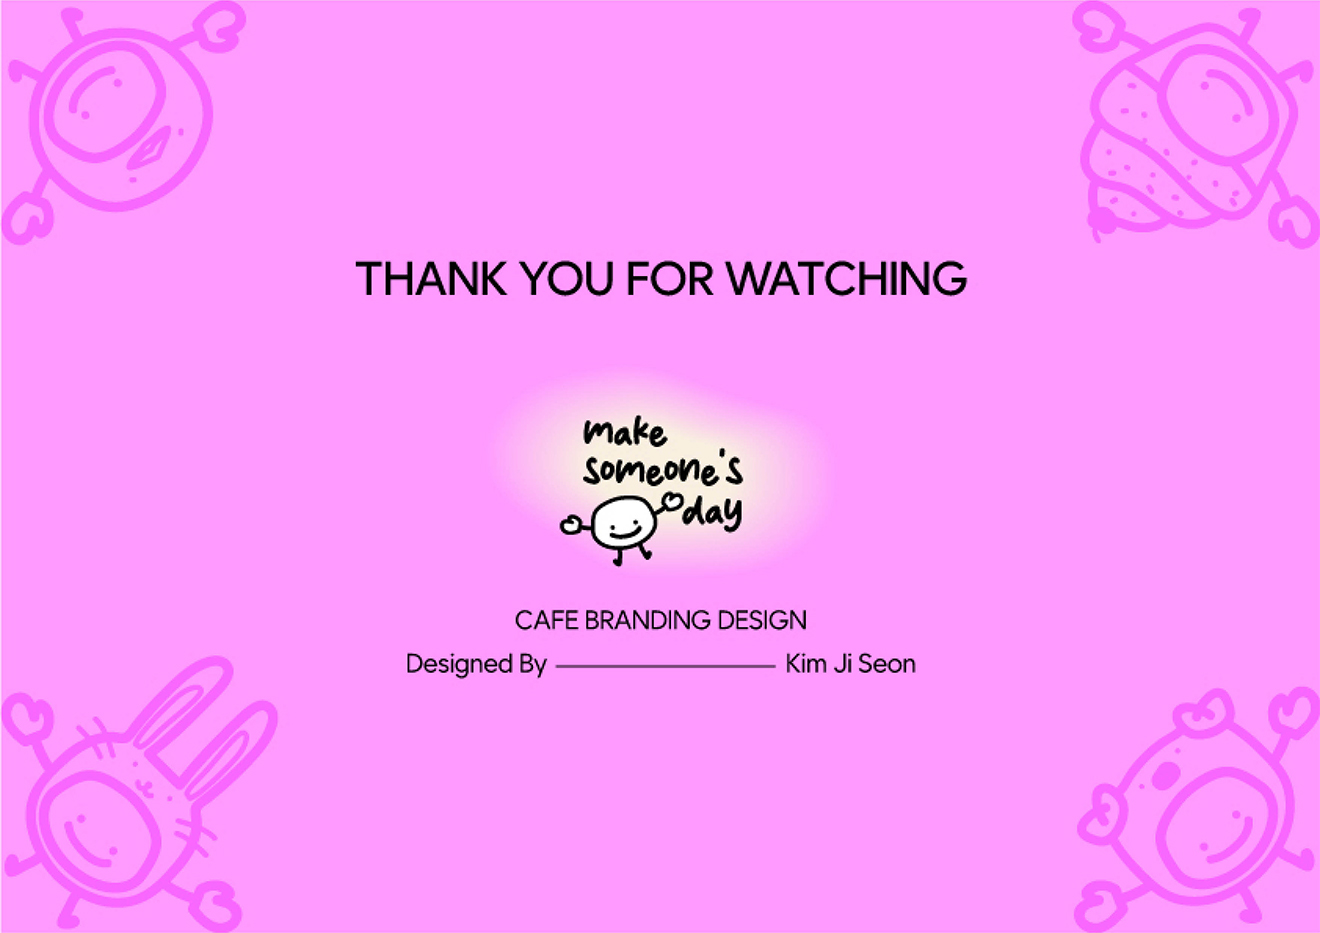 THANK YOU FOR WATCHING
make
someone's
day
CAFE BRANDING DESIGN
Designed By Kim Ji Seon